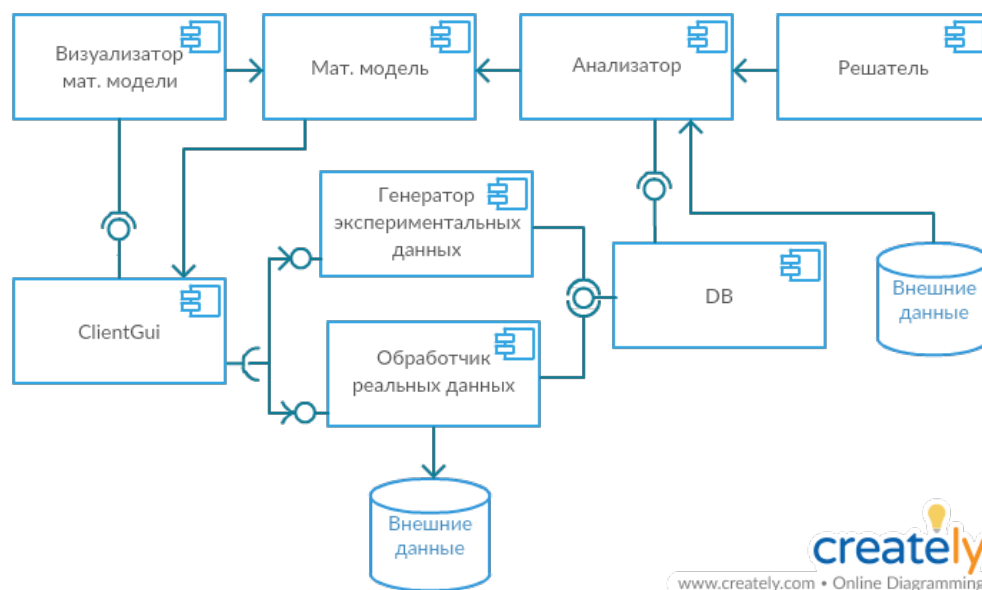 Визуализатор
мат. модели
Мат. модель
Анализатор
Решатель
Генератор
экспериментальных
данных
ClientGui
DB
Внешние
данные
Обработчик
реальных данных
Внешние
данные
creately
www.creately.com • Online Diagramming